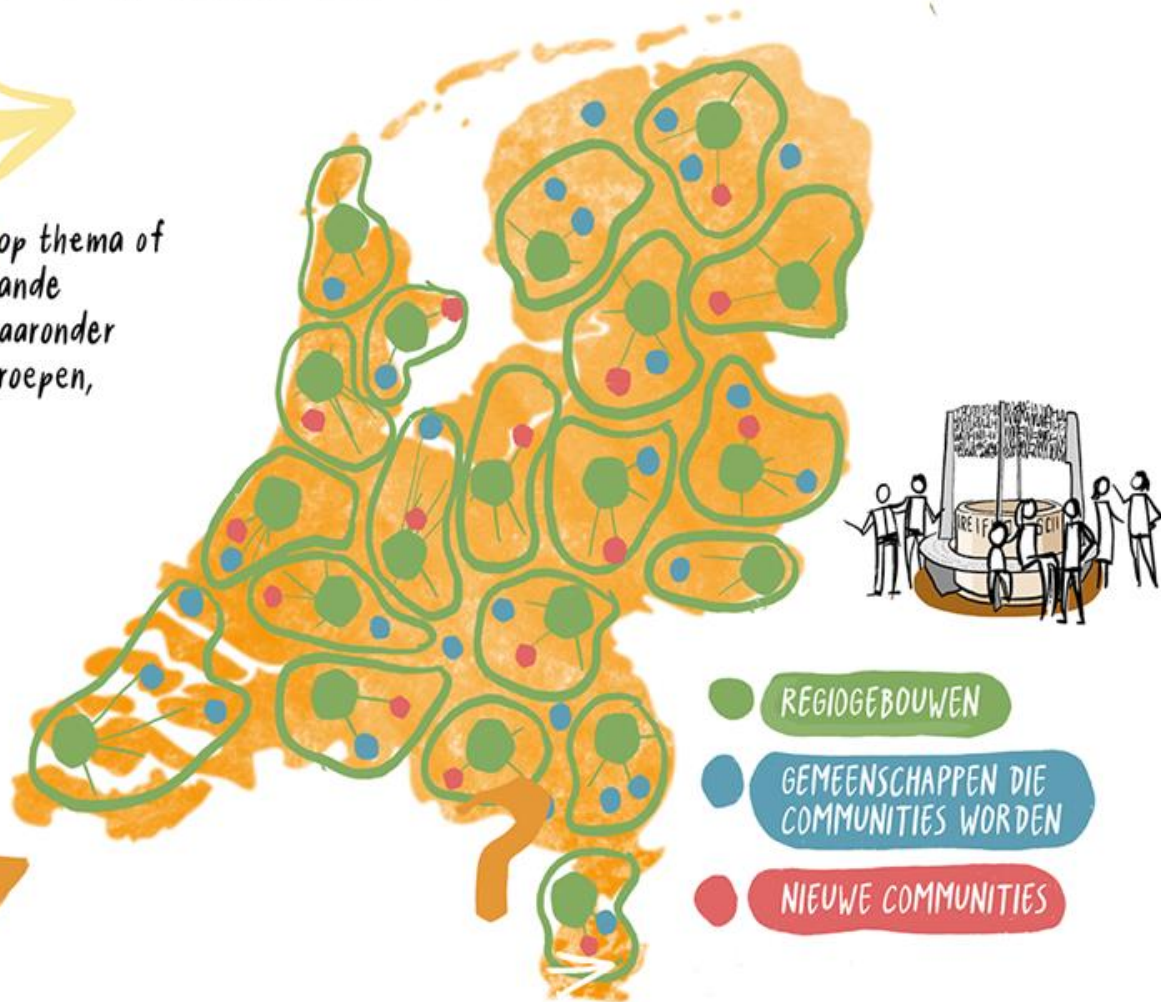 op thema of
ande
aaronder
roepen,
REGIOGEBOUWEN
GEMEENSCHAPPEN DIE
COMMUNITIES WORDEN
NIEUWE COMMUNITIES